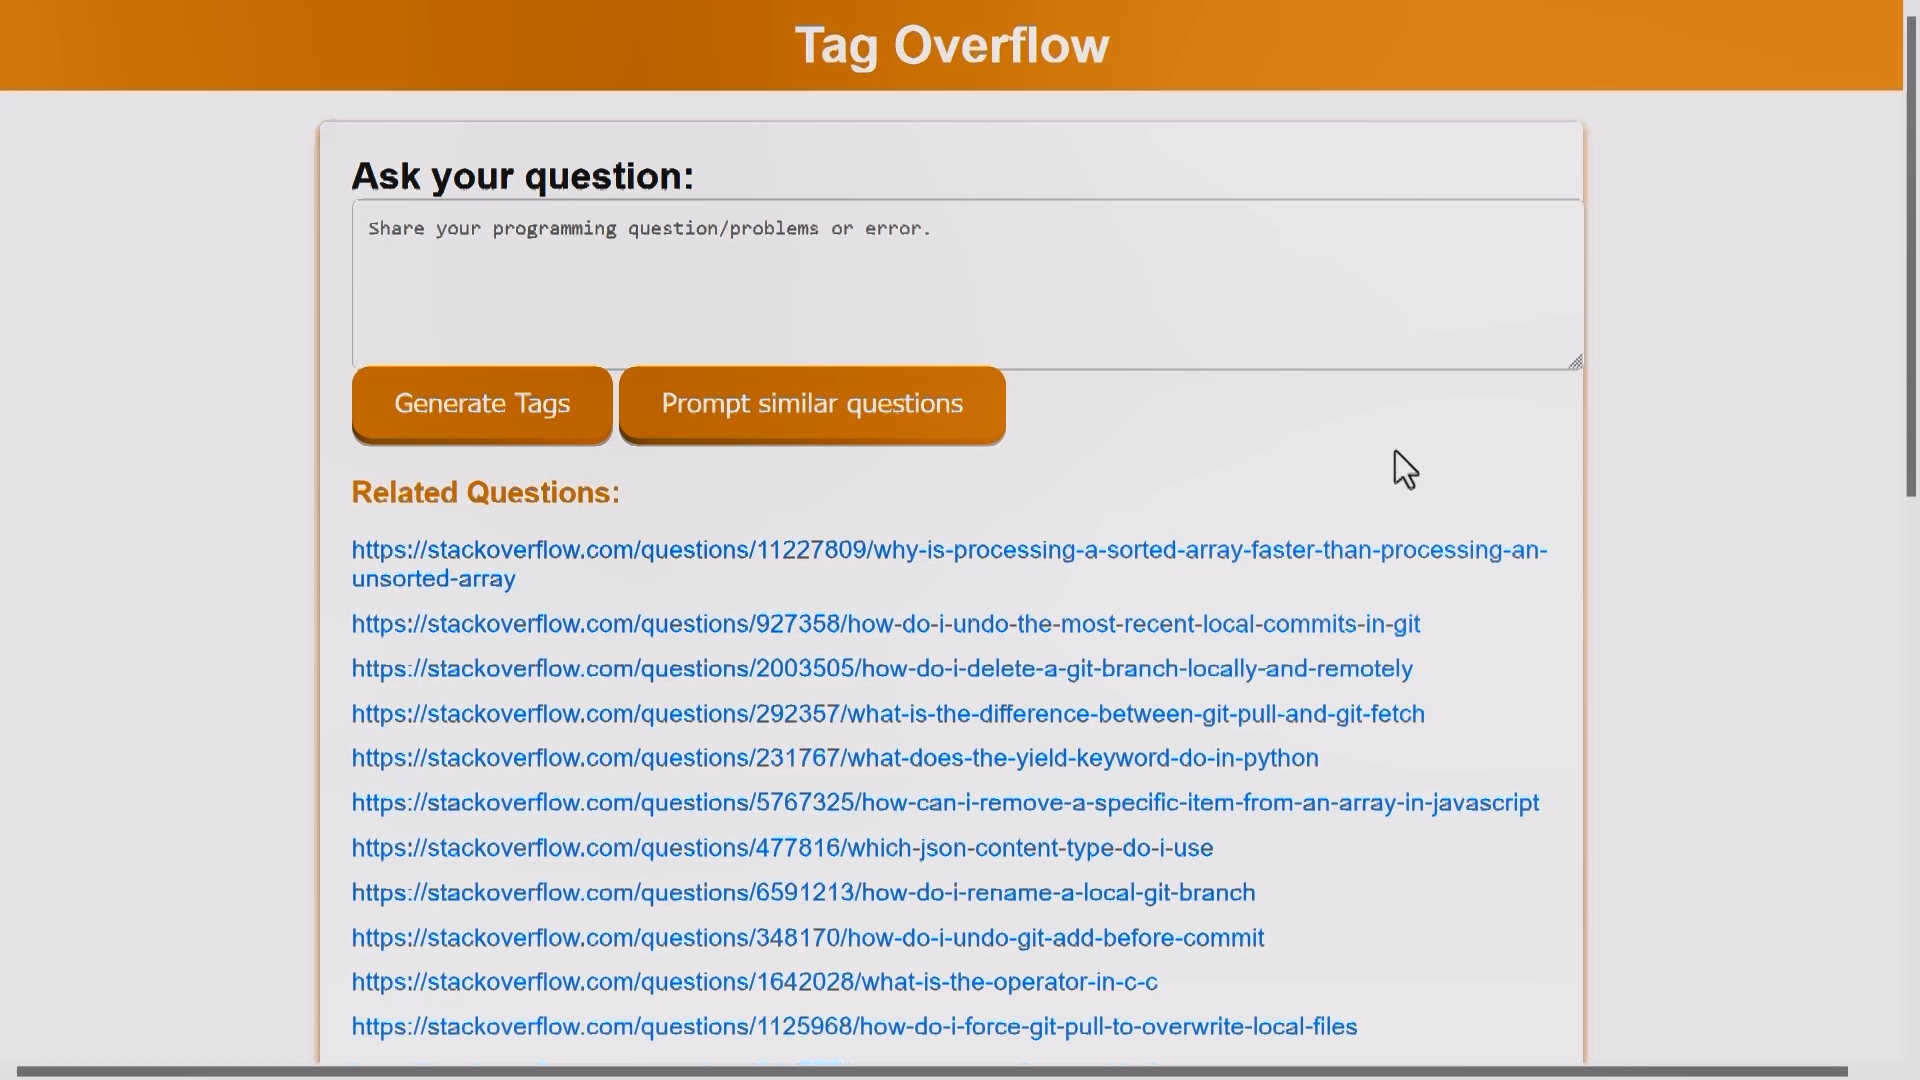 Tag Overflow
Ask your question:
Share your programming question/problems or error.
Generate Tags
Prompt similar questions
Related Questions:
https://stackoverflow.com/questions/11227809/why-is-processing-a-sorted-array-faster-than-processing-an-
unsorted-array
https://stackoverflow.com/questions/927358/how-do-i-undo-the-most-recent-local-commits-in-git
https://stackoverflow.com/questions/2003505/how-do-i-delete-a-git-branch-locally-and-remotely
https://stackoverflow.com/questions/292357/what-is-the-difference-between-git-pull-and-git-fetch
https://stackoverflow.com/questions/231767/what-does-the-yield-keyword-do-in-python
https://stackoverflow.com/questions/5767325/how-can-i-remove-a-specific-item-from-an-array-in-javascript
https://stackoverflow.com/questions/477816/which-json-content-type-do-i-use
https://stackoverflow.com/questions/6591213/how-do-i-rename-a-local-git-branch
https://stackoverflow.com/questions/348170/how-do-i-undo-git-add-before-commit
https://stackoverflow.com/questions/1642028/what-is-the-operator-in-c-c
https://stackoverflow.com/questions/1125968/how-do-i-force-git-pull-to-overwrite-local-files